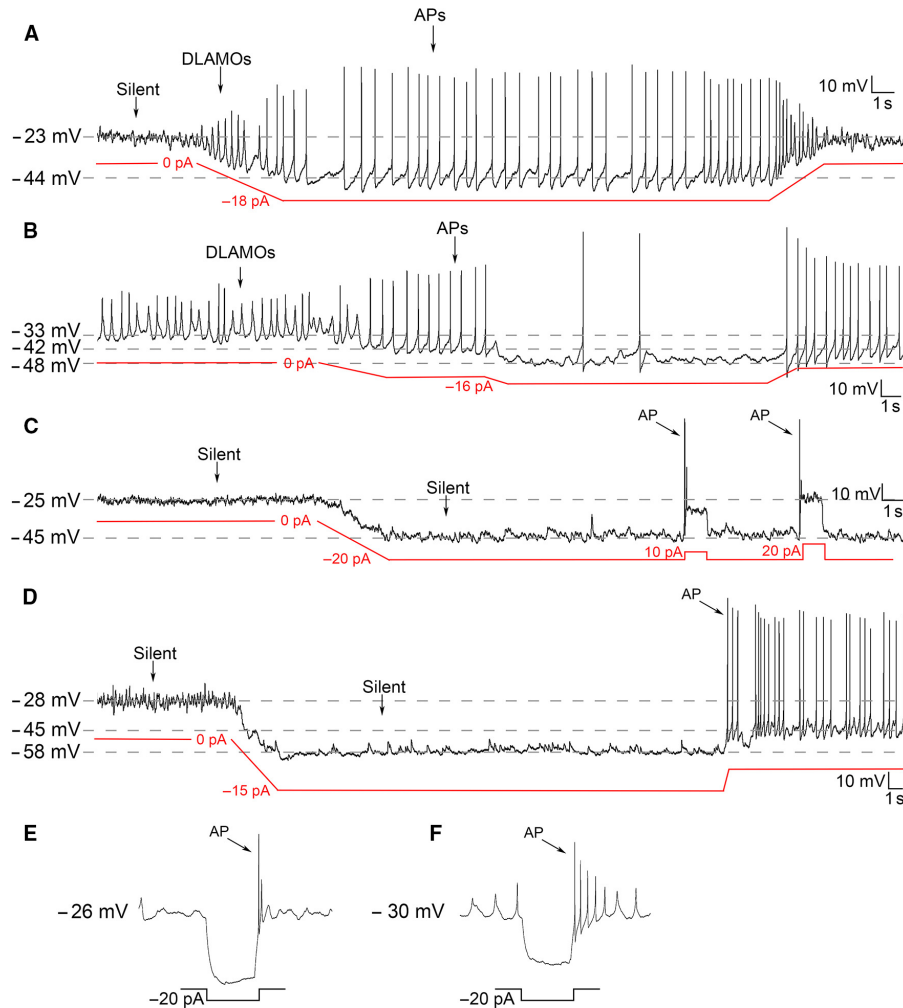 A
APs
DLAMOs
Silent
10 mV
1 s
−23 mV
0 pA
−44 mV
−18 pA
B
APs
DLAMOs
−33 mV
−42 mV
−48 mV
0 pA
−16 pA
10 mV
1 s
C
AP
AP
Silent
Silent
−25 mV
10 mV
1 s
0 pA
−45 mV
−20 pA
10 pA
20 pA
D
AP
Silent
Silent
−28 mV
−45 mV
0 pA
−58 mV
−15 pA
10 mV
1 s
E
AP
−26 mV
−20 pA
F
AP
−30 mV
−20 pA